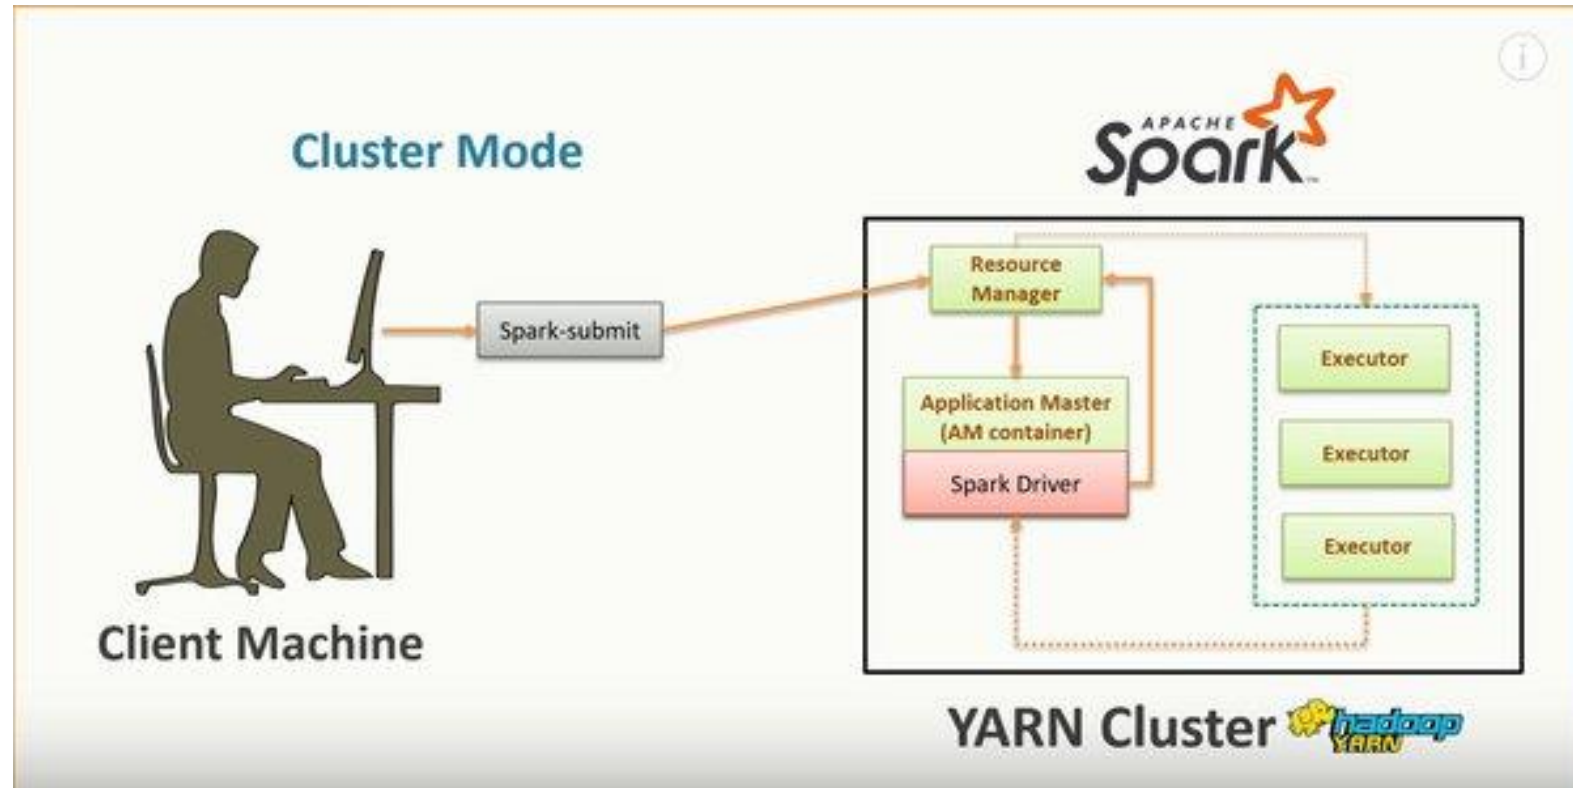 Cluster Mode
APACHE
Spark
TM
Resource
Manager
Spark-submit
Executor
Application Master
(AM container)
Executor
Spark Driver
Executor
Client Machine
YARN Cluster
hadoop
YARN
i